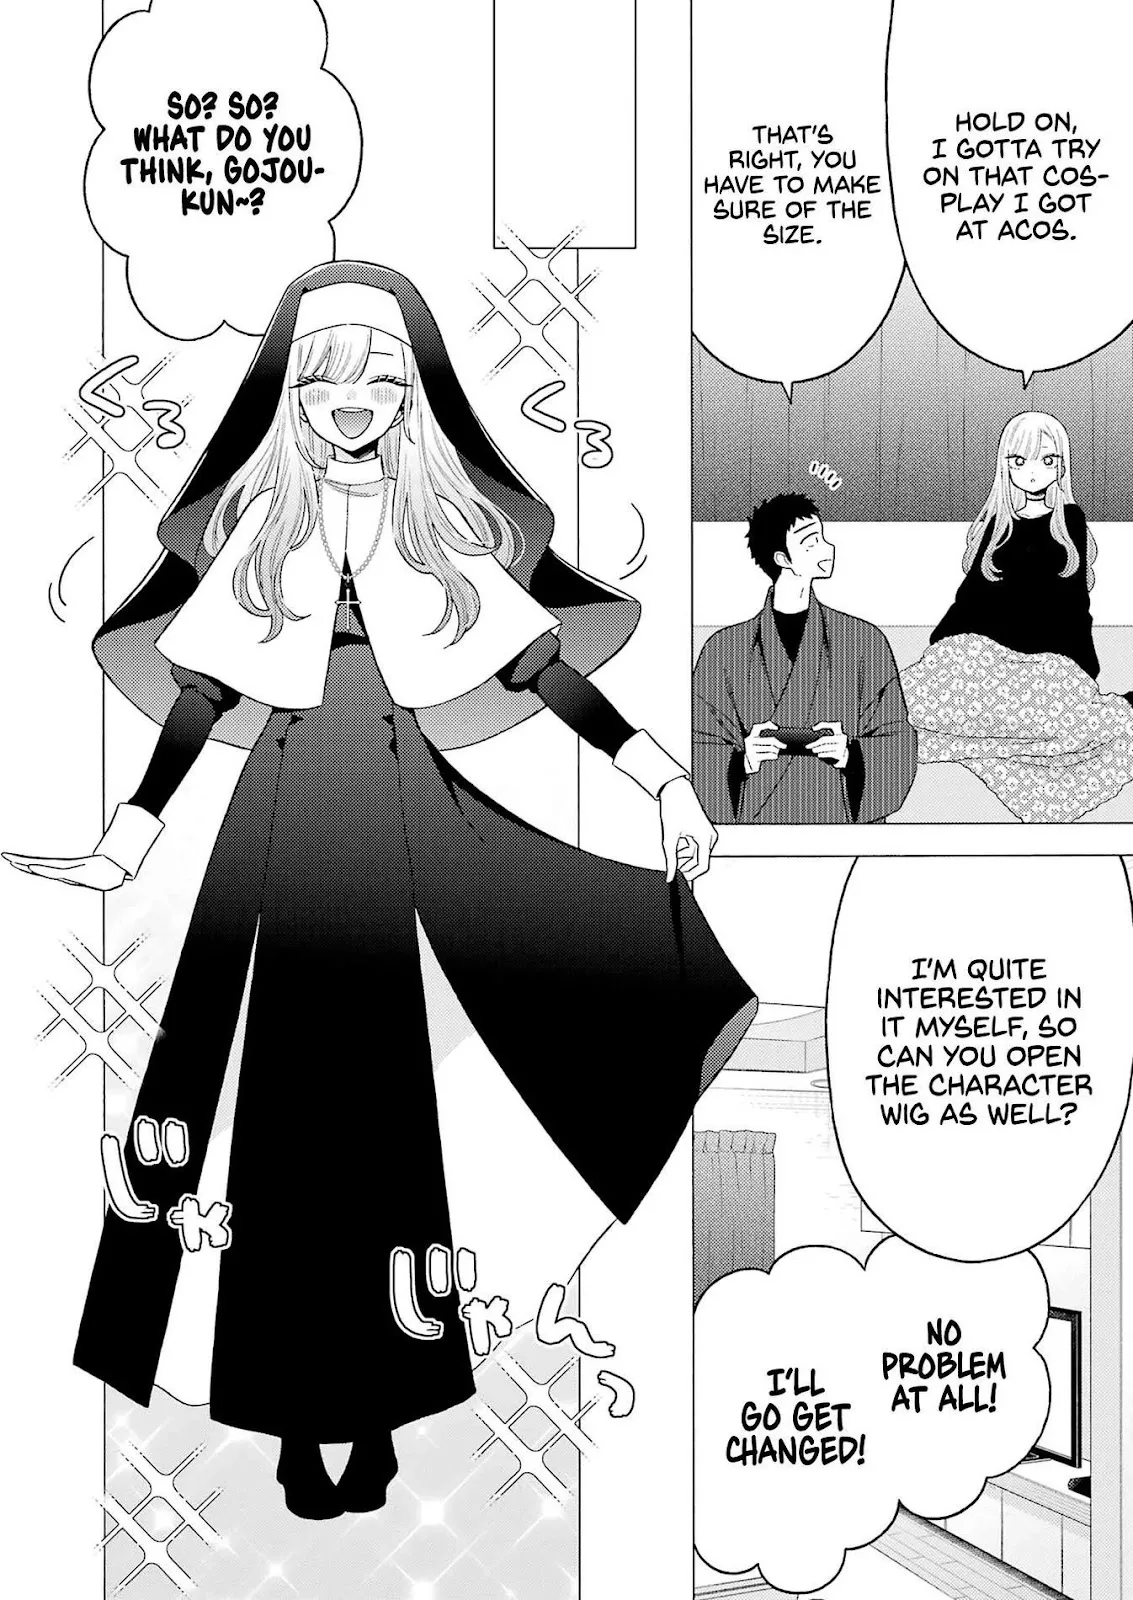 HOLD ON,
I GOTTA TRY
ON THAT COS-
PLAY I GOT
AT ACOS.
THAT'S
RIGHT, YOU
HAVE TO MAKE
SURE OF THE
SIZE.
I'M QUITE
INTERESTED IN
IT MYSELF, SO
CAN YOU OPEN
THE CHARACTER
WIG AS WELL?
NO
PROBLEM
AT ALL!
I'LL
GO GET
CHANGED!
SO? SO?
WHAT DO YOU
THINK, GOJOU-
KUN~?
くるくる
じゃじゃんっ